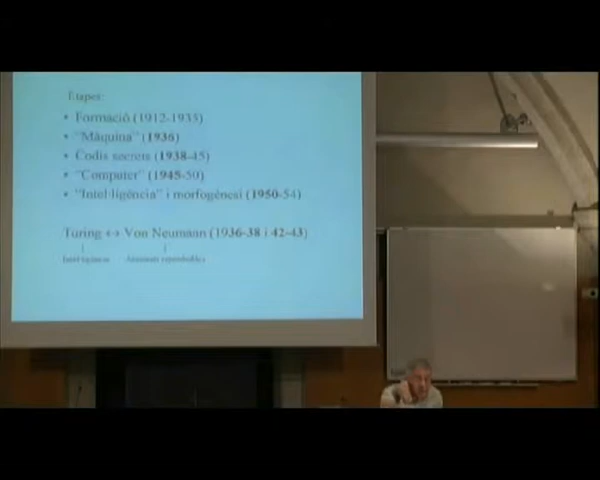 Etapes:
• Formació (1912-1935)
• "Màquina" (1936)
• Codis secrets (1938-45)
• "Computer" (1945-50)
• "Intel·ligència" i morfogènesi (1950-54)
Turing ↔ Von Neumann (1936-38 i 42-43)